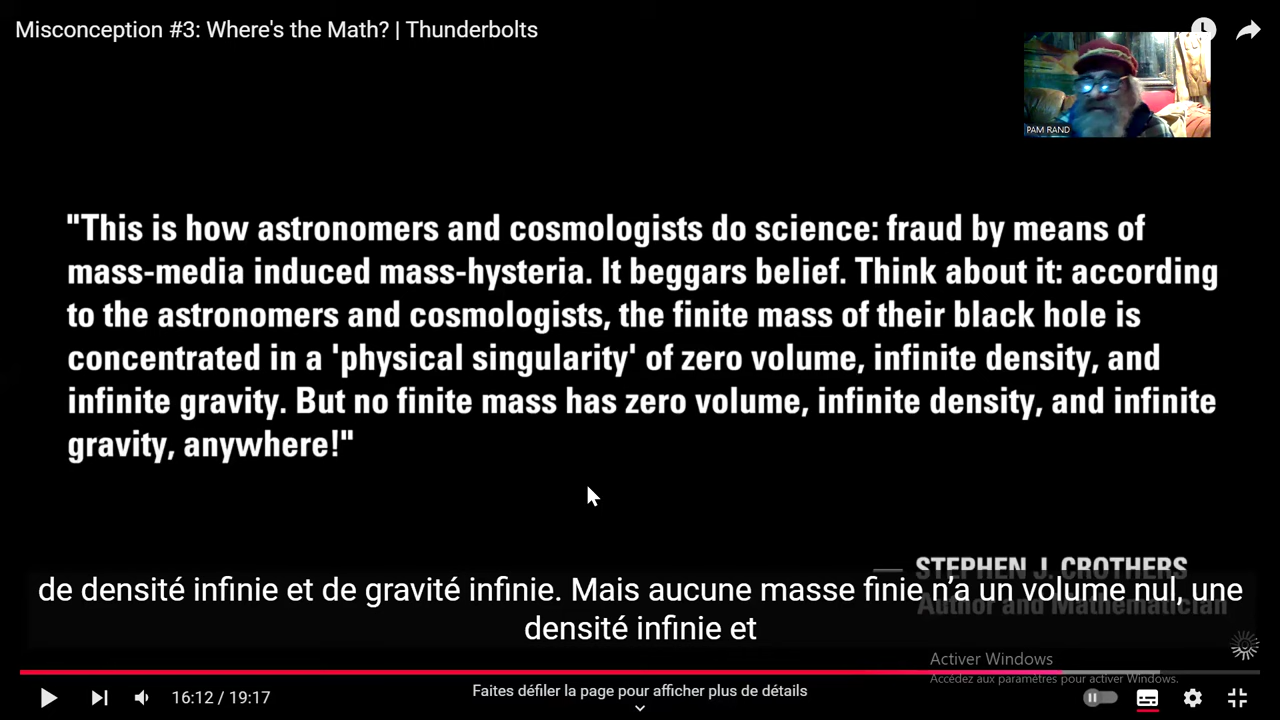 Misconception #3: Where's the Math? | Thunderbolts
PAM RAND
"This is how astronomers and cosmologists do science: fraud by means of
mass-media induced mass-hysteria. It beggars belief. Think about it: according
to the astronomers and cosmologists, the finite mass of their black hole is
concentrated in a 'physical singularity' of zero volume, infinite density, and
infinite gravity. But no finite mass has zero volume, infinite density, and infinite
gravity, anywhere!"
— STEPHEN J. CROTHERS
Author and Mathematician
de densité infinie et de gravité infinie. Mais aucune masse finie n’a un volume nul, une
densité infinie et
Activer Windows
Accédez aux paramètres pour activer Windows.
16:12 / 19:17
Faites défiler la page pour afficher plus de détails